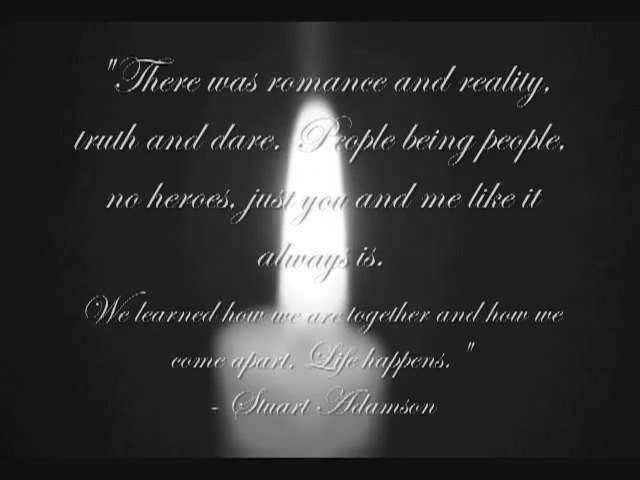 "There was romance and reality,
truth and dare. People being people,
no heroes, just you and me like it
always is.
We learned how we are together and how we
come apart. Life happens. "
- Stuart Adamson